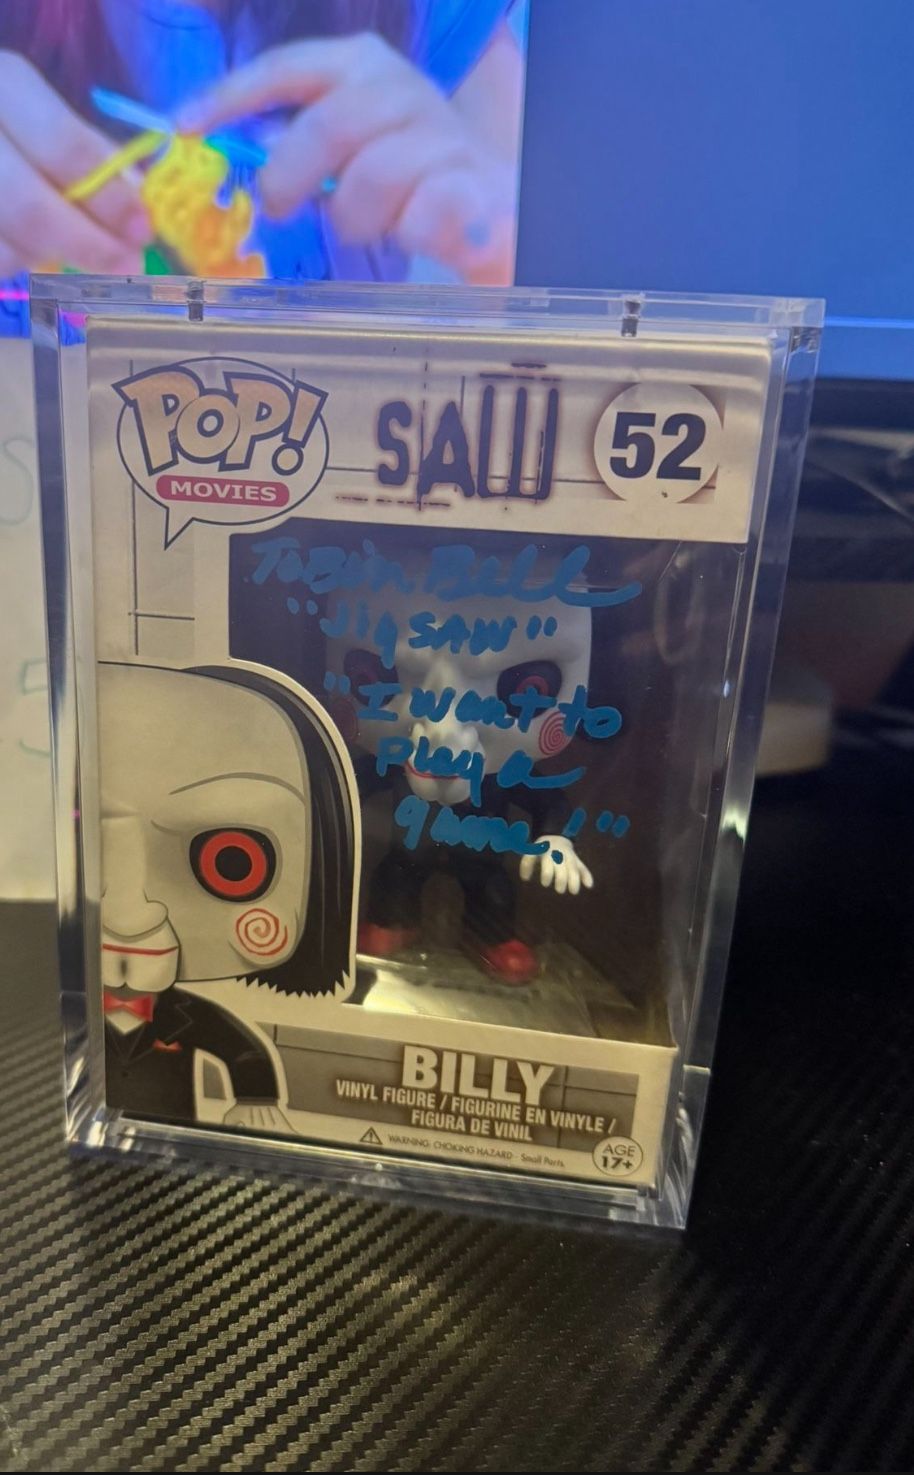 POP!
MOVIES
SAW
52
Tobin Bell
"Jigsaw"
"I want to
Play a
game!"
BILLY
VINYL FIGURE / FIGURINE EN VINYLE /
FIGURA DE VINIL
WARNING: CHOKING HAZARD - Small Parts.
AGE
17+